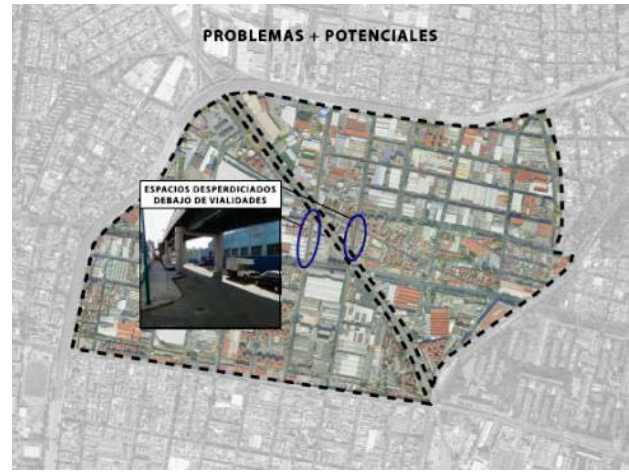 PROBLEMAS + POTENCIALES
ESPACIOS DESPERDICIADOS
DEBAJO DE VIALIDADES